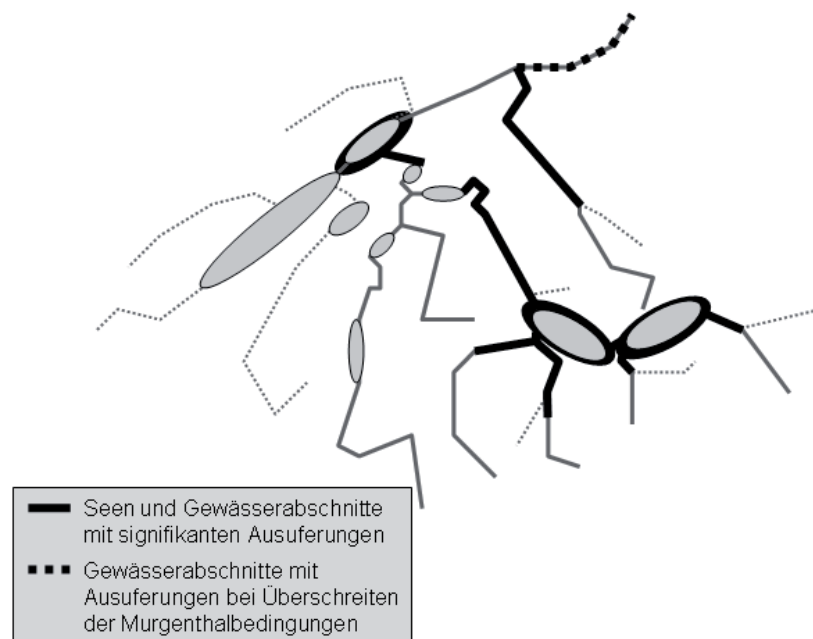 Seen und Gewässerabschnitte
mit signifikanten Ausuferungen
Gewässerabschnitte mit
Ausuferungen bei Überschreiten
der Murgenthalbedingungen